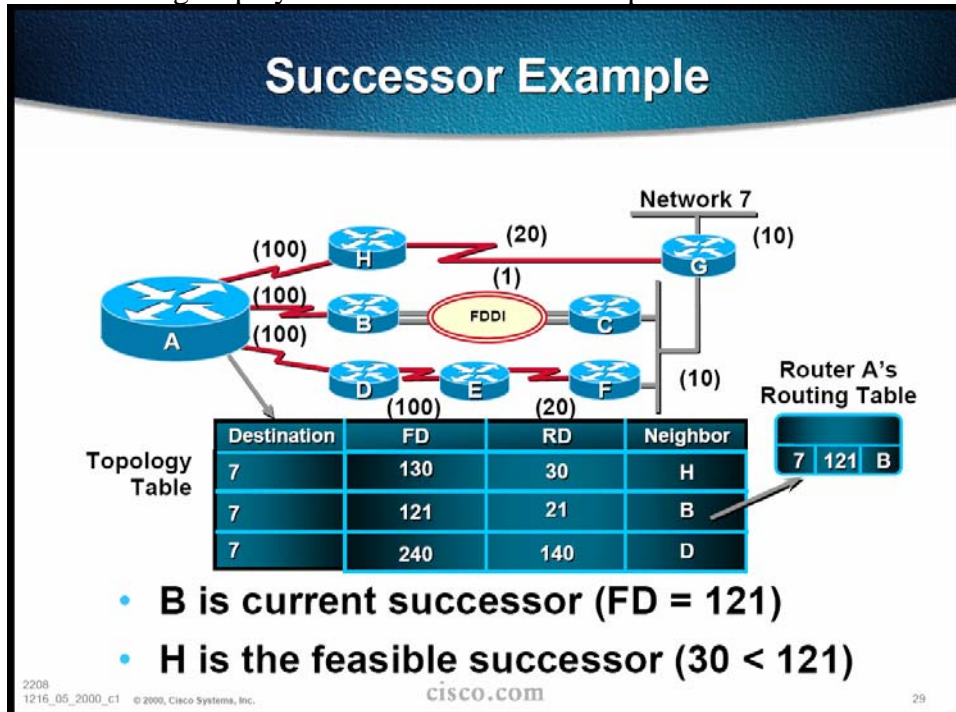 Successor Example
Network 7
(100)
H
(20)
G
(10)
(1)
(100)
B
FDDI
C
A
(100)
D
E
F
(10)
(100)
(20)
Router A's
Routing Table
7 121 B
Topology
Table
Destination FD RD Neighbor
7 130 30 H
7 121 21 B
7 240 140 D
• B is current successor (FD = 121)
• H is the feasible successor (30 < 121)
2208
1216_05_2000_c1 © 2000, Cisco Systems, Inc. cisco.com 29